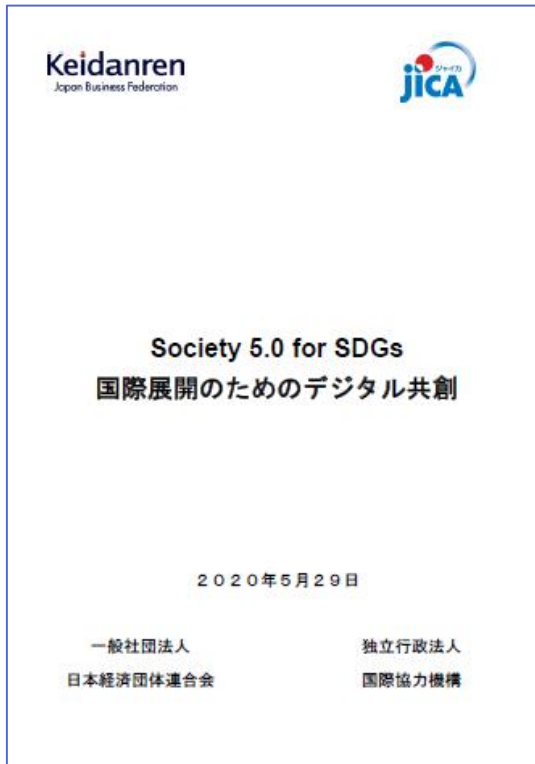 Keidanren
Japan Business Federation
ジャイカ
jICA
Society 5.0 for SDGs
国際展開のためのデジタル共創
２０２０年５月２９日
一般社団法人
日本経済団体連合会
独立行政法人
国際協力機構